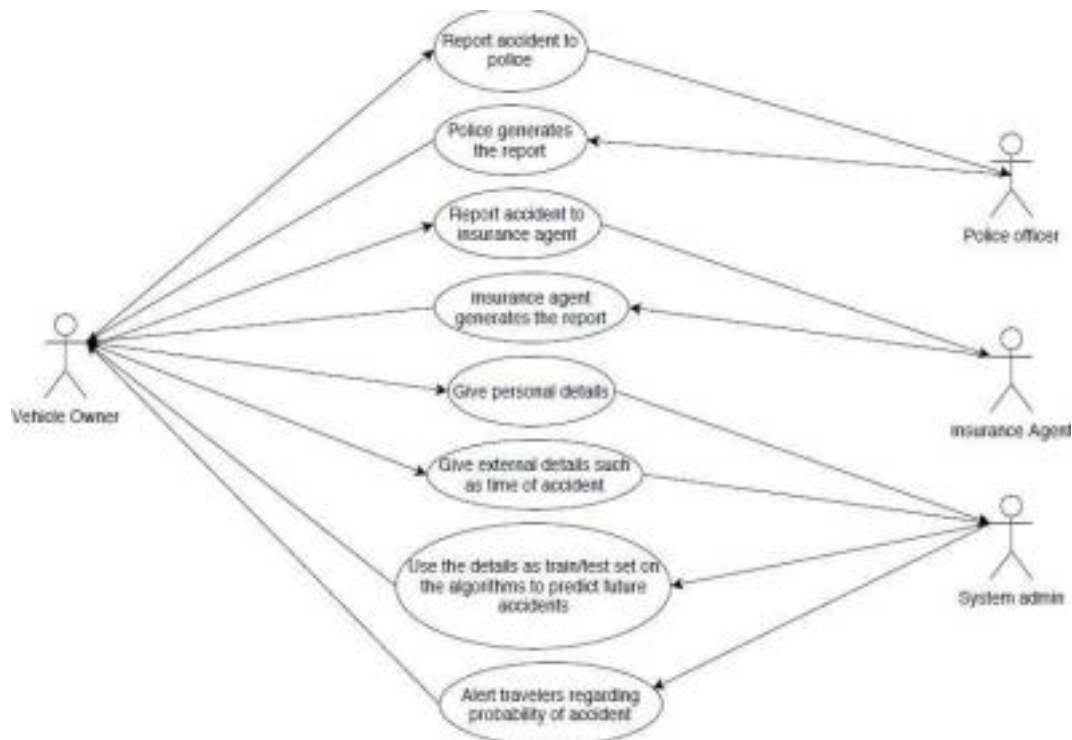 Report accident to
police
Police generates
the report
Report accident to
insurance agent
Police officer
Insurance agent
generates the report
Vehicle Owner
Give personal details
Insurance Agent
Give external details such
as time of accident
Use the details as train/test set on
the algorithms to predict future
accidents
System admin
Alert travelers regarding
probability of accident